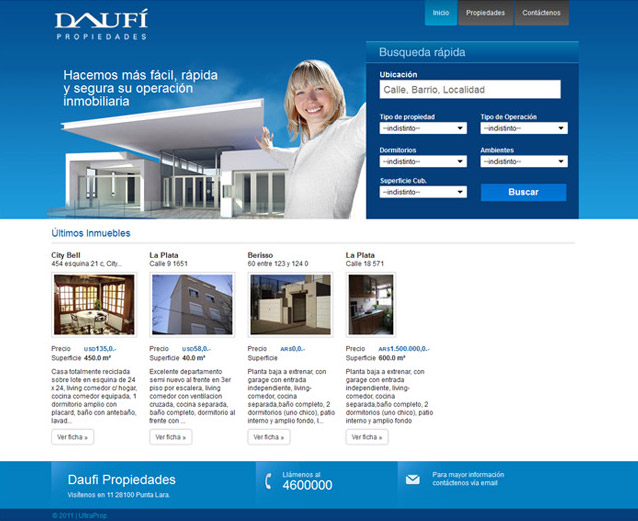 DAUFÍ
PROPIEDADES
Inicio
Propiedades
Contáctenos
Hacemos más fácil, rápida
y segura su operación
inmobiliaria
Busqueda rápida
Ubicación
Calle, Barrio, Localidad
Tipo de propiedad
Tipo de Operación
--indistinto--
--indistinto--
Dormitorios
Ambientes
--indistinto--
--indistinto--
Superficie Cub.
--indistinto--
Buscar
Últimos Inmuebles
City Bell
454 esquina 21 c, City...
Precio USD135,0.-
Superficie 450.0 m²
Casa totalmente reciclada
sobre lote en esquina de 24
x 24, living comedor c/ hogar,
cocina comedor equipada, 1
dormitorio amplio con
placard, baño con antebaño,
lavad...
Ver ficha »
La Plata
Calle 9 1651
Precio USD58,0.-
Superficie 40.0 m²
Excelente departamento
semi nuevo al frente en 3er
piso por escalera, living
comedor con ventilacion
cruzada, cocina separada,
baño completo, dormitorio al
frente con ...
Ver ficha »
Berisso
60 entre 123 y 124 0
Precio ARS0,0.-
Superficie
Planta baja a extrenar, con
garage con entrada
independiente, living-
comedor, cocina
separada,baño completo, 2
dormitorios (uno chico), patio
interno y amplio fondo, l...
Ver ficha »
La Plata
Calle 18 571
Precio ARS1.500.000,0.-
Superficie 600.0 m²
Planta baja a extrenar, con
garage con entrada
independiente, living-
comedor, cocina
separada,baño completo, 2
dormitorios (uno chico), patio
interno y amplio fondo
Ver ficha »
Daufi Propiedades
Visítenos en 11 28100 Punta Lara.
Llámenos al
4600000
Para mayor información
contáctenos vía email
© 2011 | UltraProp